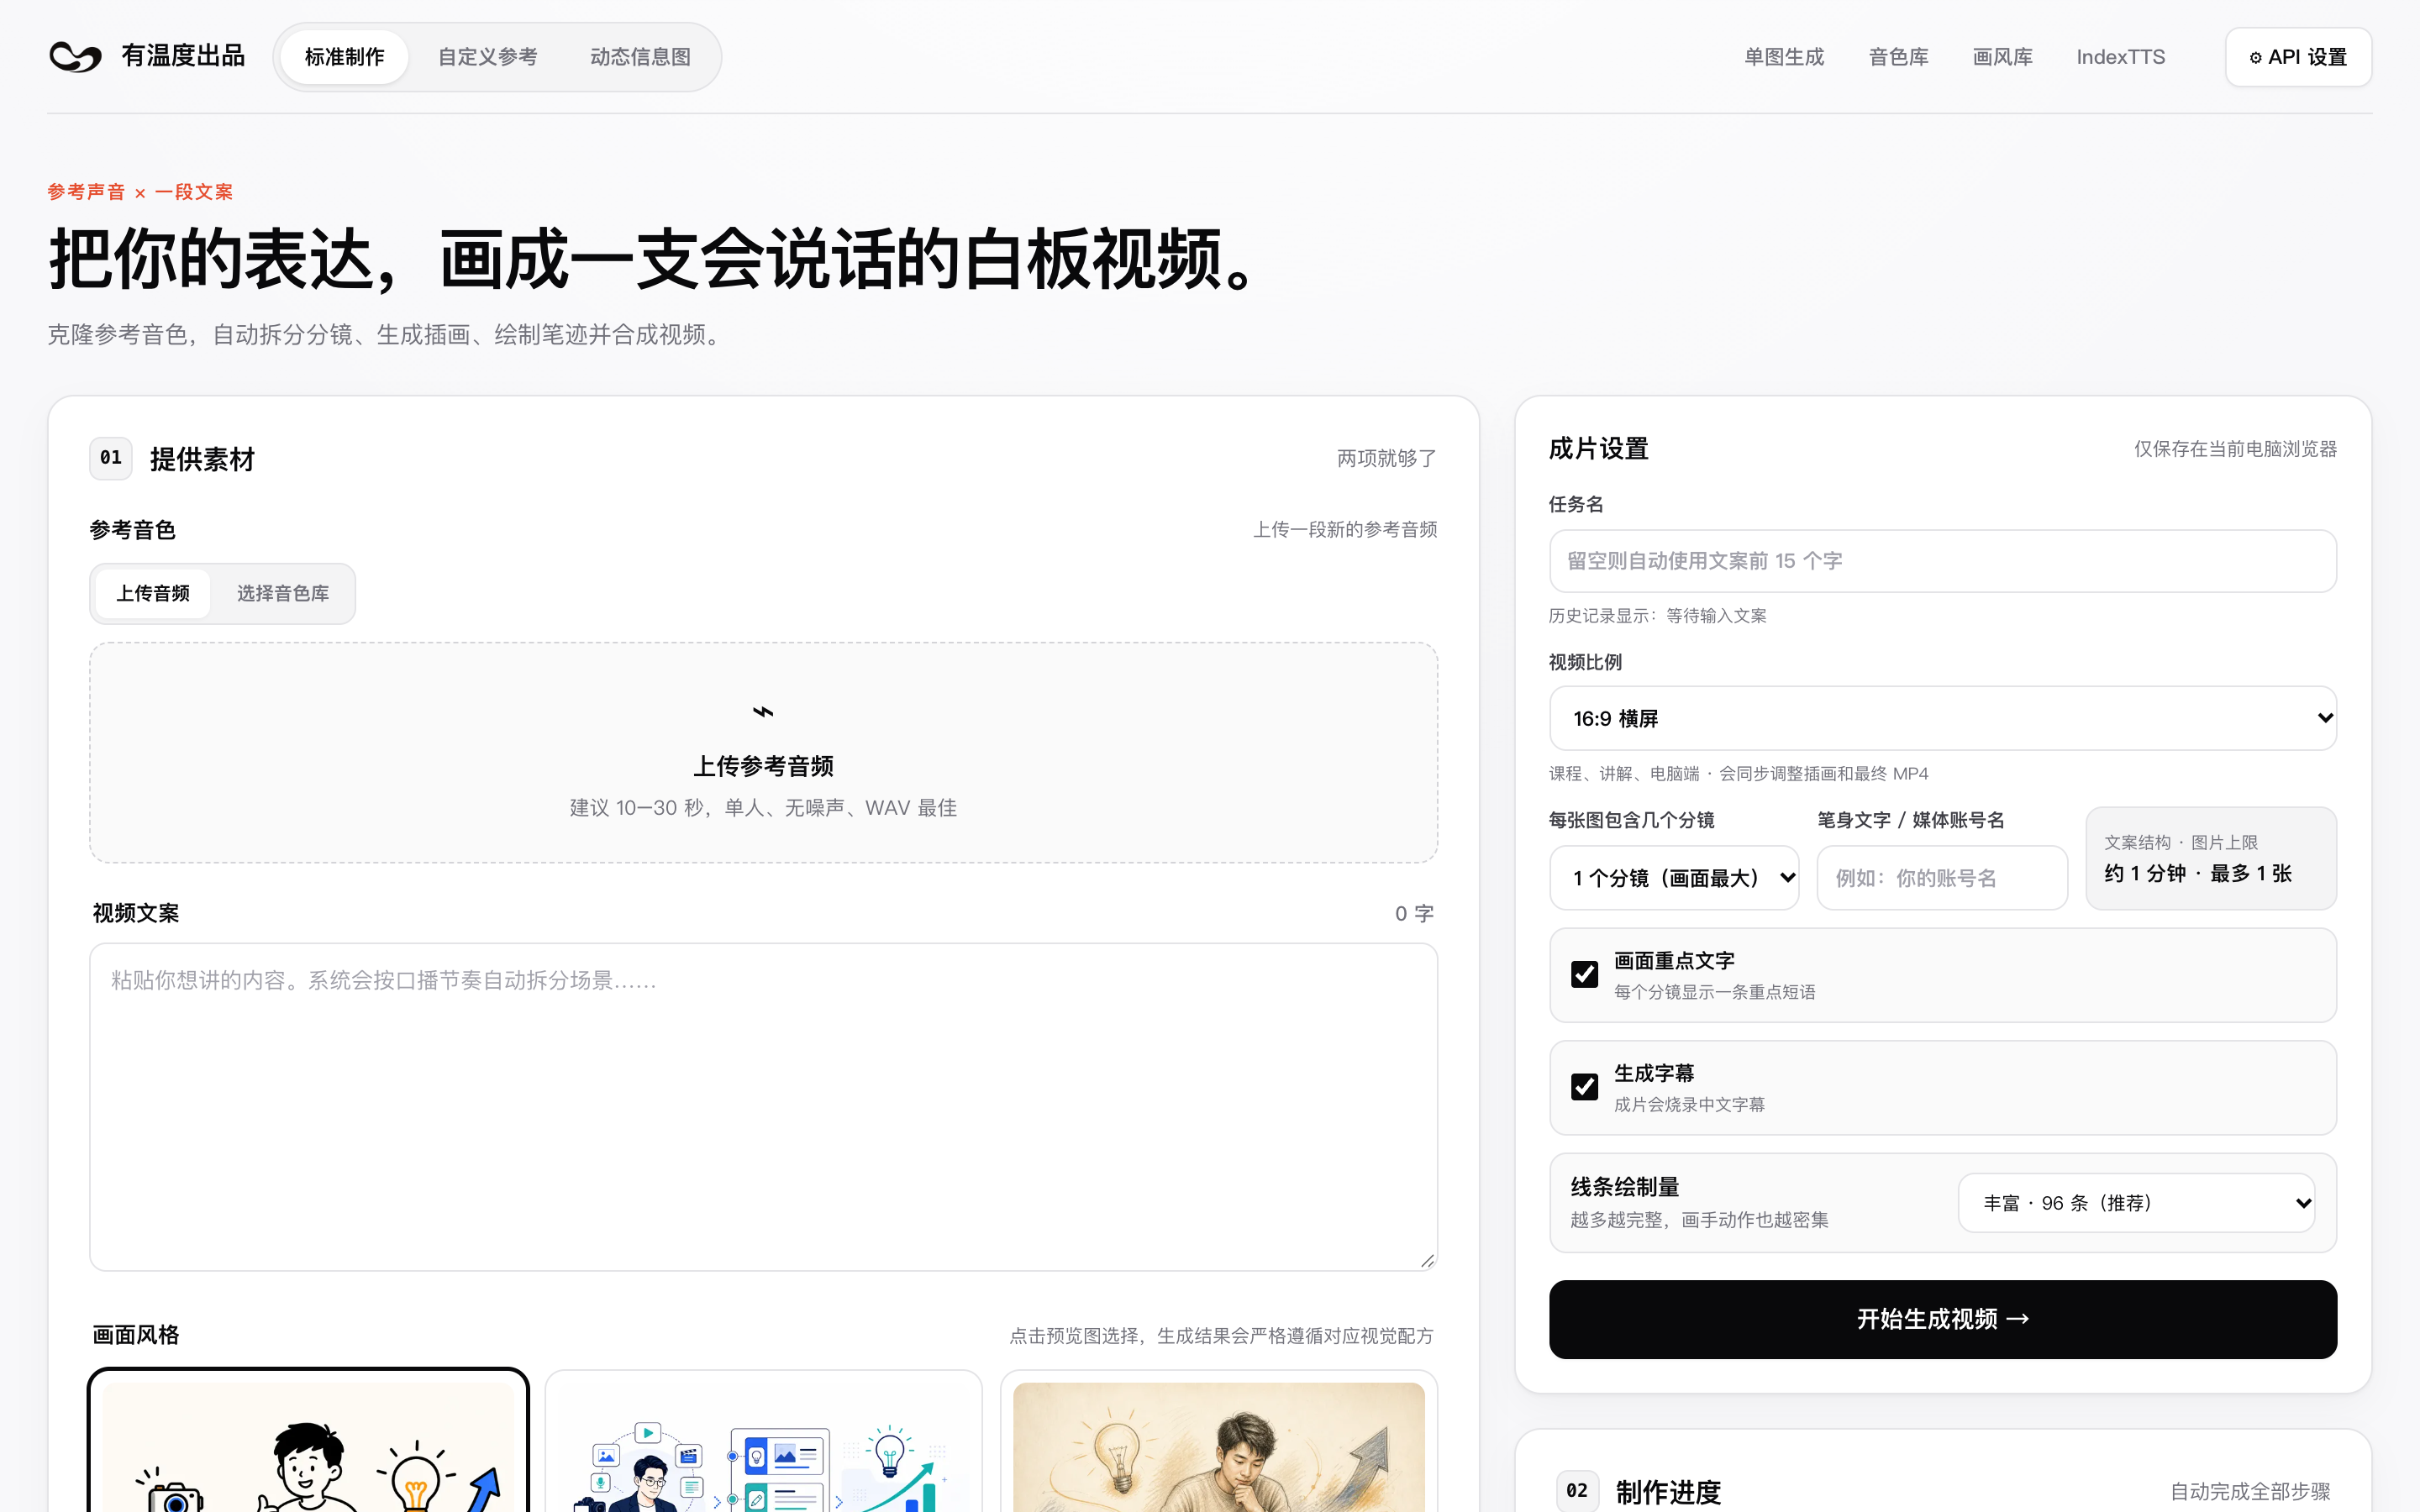 有温度出品
标准制作
自定义参考
动态信息图
单图生成
音色库
画风库
IndexTTS
⚙ API 设置
参考声音 × 一段文案
把你的表达，画成一支会说话的白板视频。
克隆参考音色，自动拆分分镜、生成插画、绘制笔迹并合成视频。
01 提供素材
两项就够了
参考音色
上传一段新的参考音频
上传音频
选择音色库
上传参考音频
建议 10—30 秒，单人、无噪声、WAV 最佳
视频文案
0 字
粘贴你想讲的内容。系统会按口播节奏自动拆分场景……
画面风格
点击预览图选择，生成结果会严格遵循对应视觉配方
成片设置
仅保存在当前电脑浏览器
任务名
留空则自动使用文案前 15 个字
历史记录显示：等待输入文案
视频比例
16:9 横屏
课程、讲解、电脑端 · 会同步调整插画和最终 MP4
每张图包含几个分镜
1 个分镜（画面最大）
笔身文字 / 媒体账号名
例如：你的账号名
文案结构 · 图片上限
约 1 分钟 · 最多 1 张
画面重点文字
每个分镜显示一条重点短语
生成字幕
成片会烧录中文字幕
线条绘制量
越多越完整，画手动作也越密集
丰富 · 96 条（推荐）
开始生成视频 →
02 制作进度
自动完成全部步骤